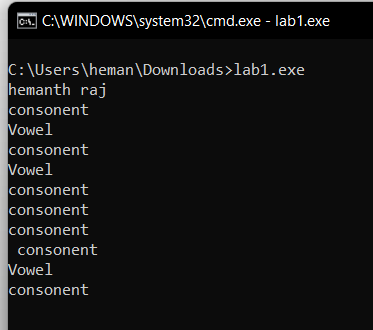 C:\WINDOWS\system32\cmd.exe - lab1.exe
C:\Users\heman\Downloads>lab1.exe
hemanth raj
consonent
Vowel
consonent
Vowel
consonent
consonent
consonent
 consonent
Vowel
consonent